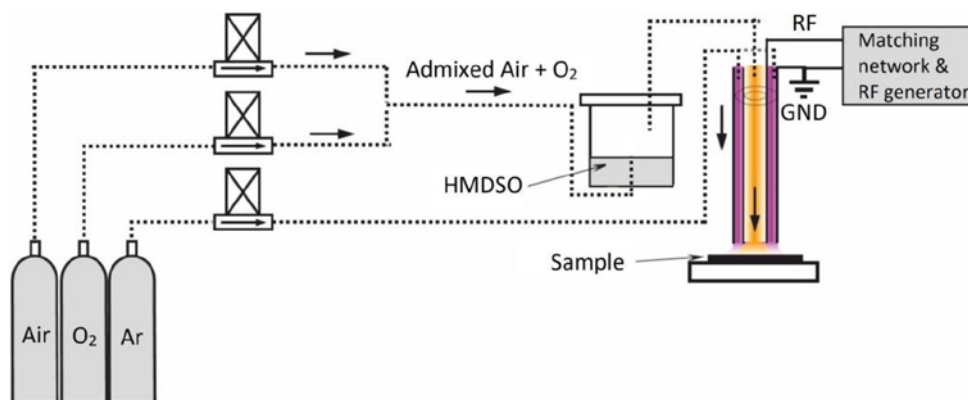 RF
Matching
network &
RF generator
GND
Admixed Air + O₂
HMDSO
Sample
Air
O₂
Ar